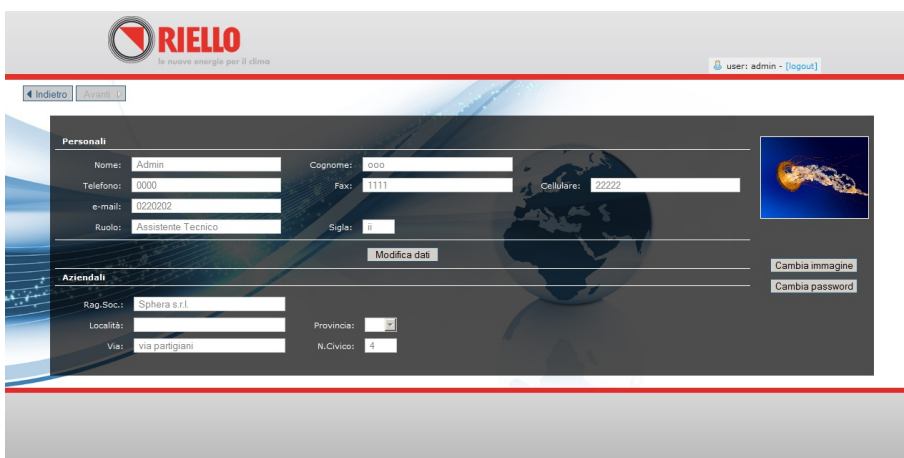 RIELLO
le nuove energie per il clima
user: admin - [logout]
Indietro Avanti
Personali
Nome: Admin Cognome: ooo
Telefono: 0000 Fax: 1111 Cellulare: 22222
e-mail: 0220202
Ruolo: Assistente Tecnico Sigla: ii
Modifica dati
Cambia immagine
Aziendali
Cambia password
Rag.Soc.: Sphera s.r.l.
Località: Provincia:
Via: via partigiani N.Civico: 4